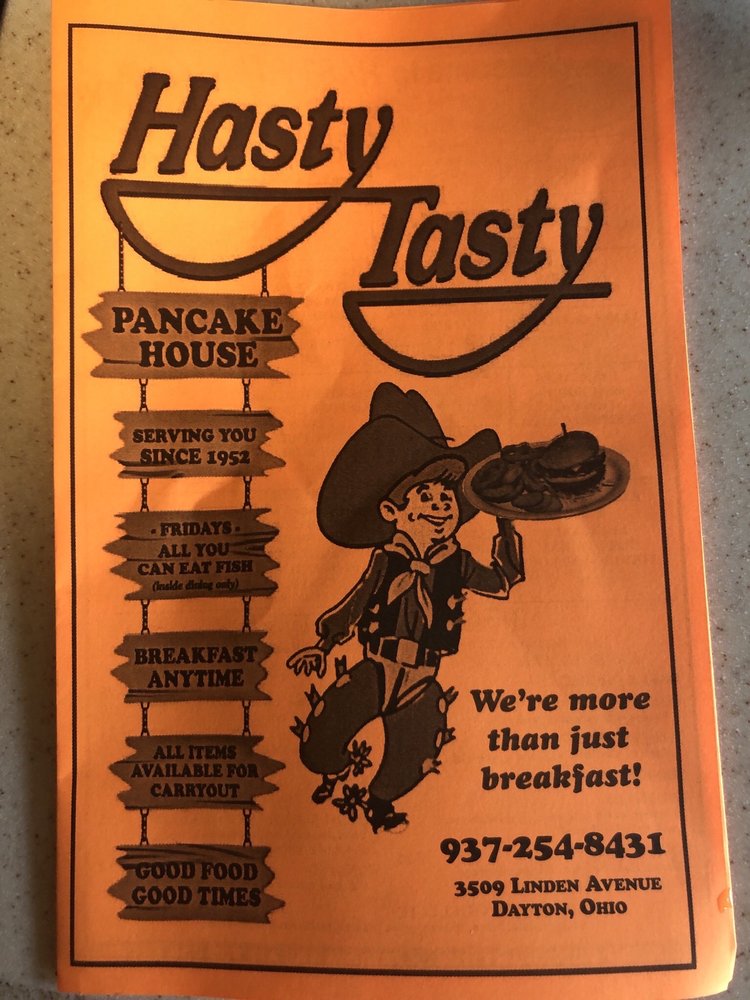 Hasty
Tasty
PANCAKE
HOUSE
SERVING YOU
SINCE 1952
• FRIDAYS •
ALL YOU
CAN EAT FISH
(inside dining only)
BREAKFAST
ANYTIME
ALL ITEMS
AVAILABLE FOR
CARRYOUT
GOOD FOOD
GOOD TIMES
We're more
than just
breakfast!
937-254-8431
3509 LINDEN AVENUE
DAYTON, OHIO